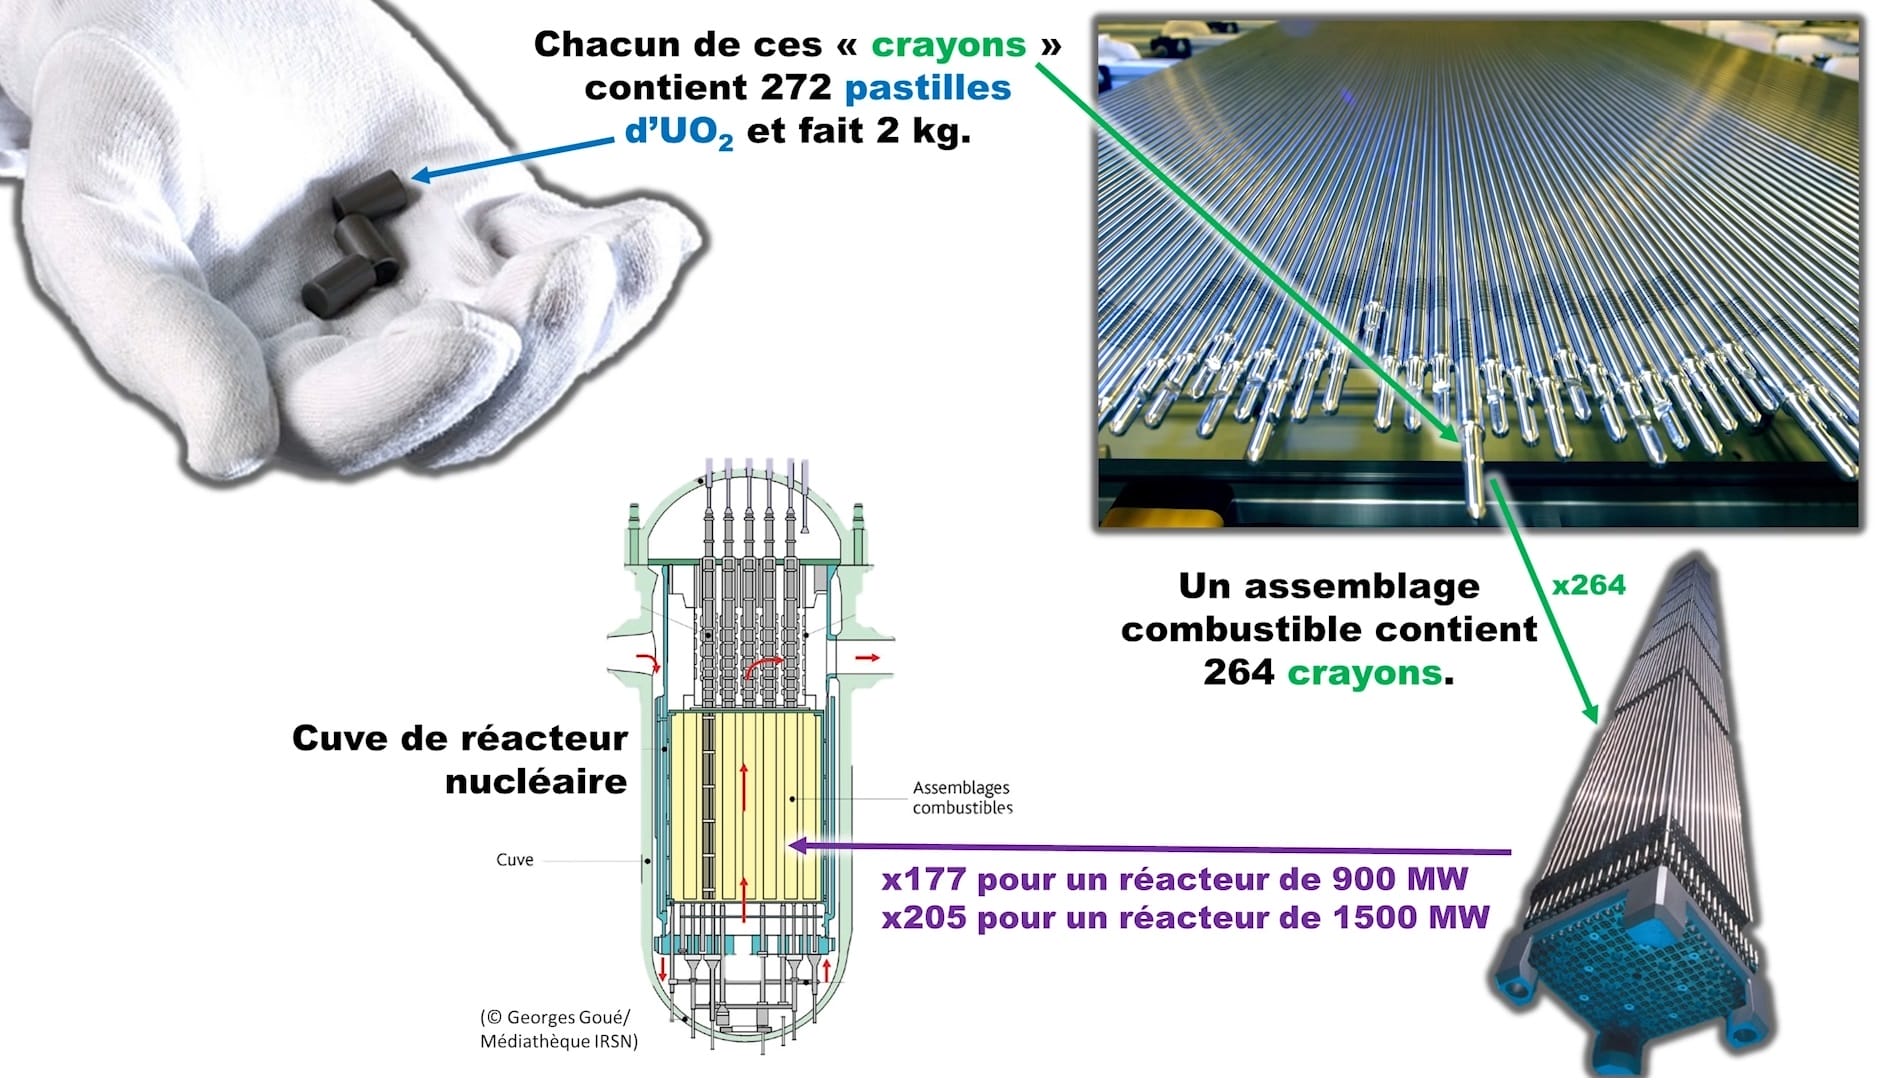 Chacun de ces « crayons »
contient 272 pastilles
d’UO₂ et fait 2 kg.
Un assemblage
combustible contient
264 crayons.
x264
Cuve de réacteur
nucléaire
Assemblages
combustibles
Cuve
x177 pour un réacteur de 900 MW
x205 pour un réacteur de 1500 MW
(© Georges Goué/
Médiathèque IRSN)